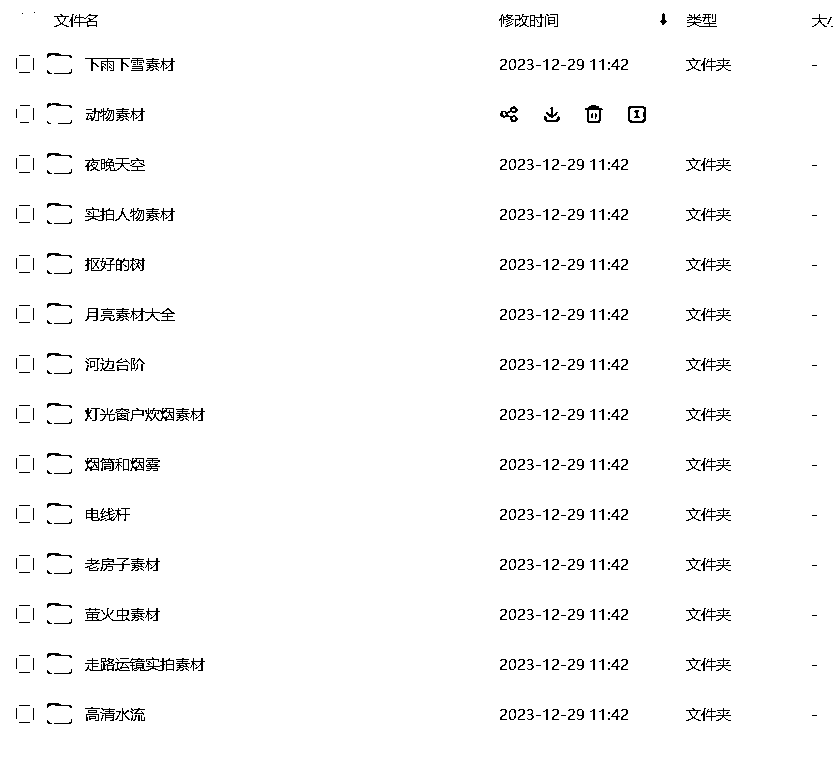 文件名 修改时间 类型
下雨下雪素材 2023-12-29 11:42 文件夹 -
动物素材
夜晚天空 2023-12-29 11:42 文件夹 -
实拍人物素材 2023-12-29 11:42 文件夹 -
抠好的树 2023-12-29 11:42 文件夹 -
月亮素材大全 2023-12-29 11:42 文件夹 -
河边台阶 2023-12-29 11:42 文件夹 -
灯光窗户炊烟素材 2023-12-29 11:42 文件夹 -
烟筒和烟雾 2023-12-29 11:42 文件夹 -
电线杆 2023-12-29 11:42 文件夹 -
老房子素材 2023-12-29 11:42 文件夹 -
萤火虫素材 2023-12-29 11:42 文件夹 -
走路运镜实拍素材 2023-12-29 11:42 文件夹 -
高清水流 2023-12-29 11:42 文件夹 -